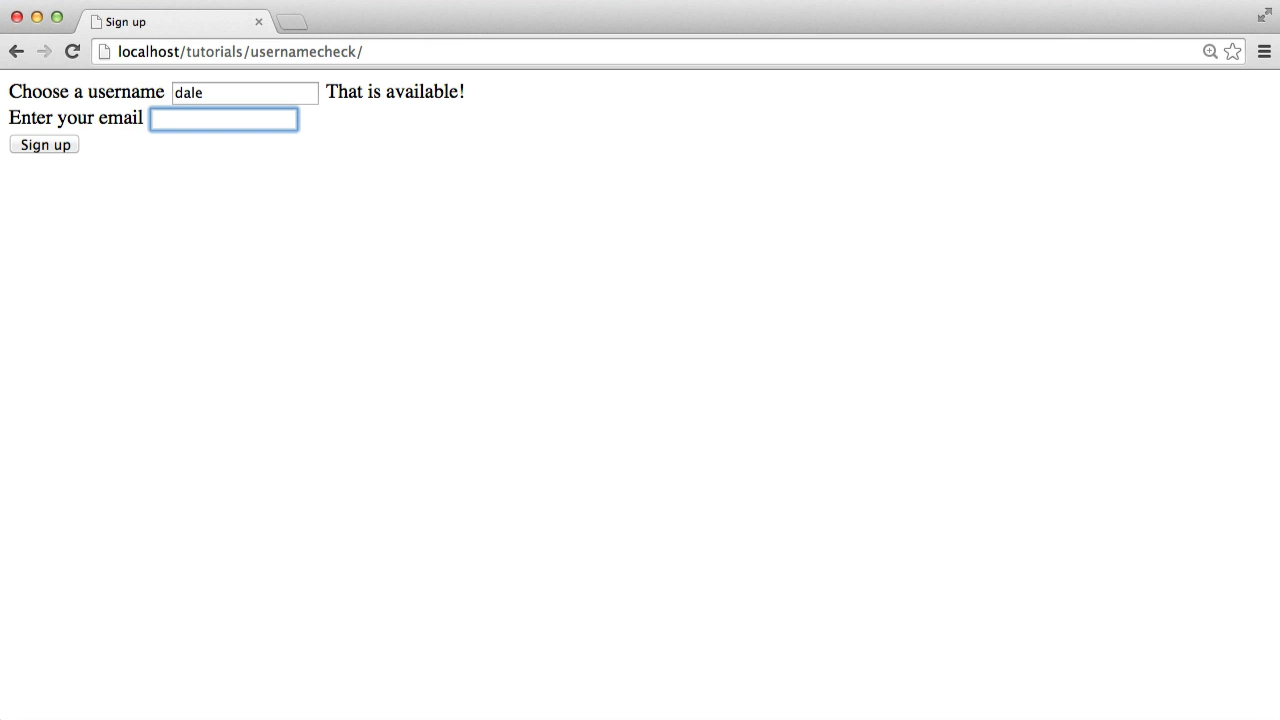 Sign up
localhost/tutorials/usernamecheck/
Choose a username dale That is available!
Enter your email
Sign up